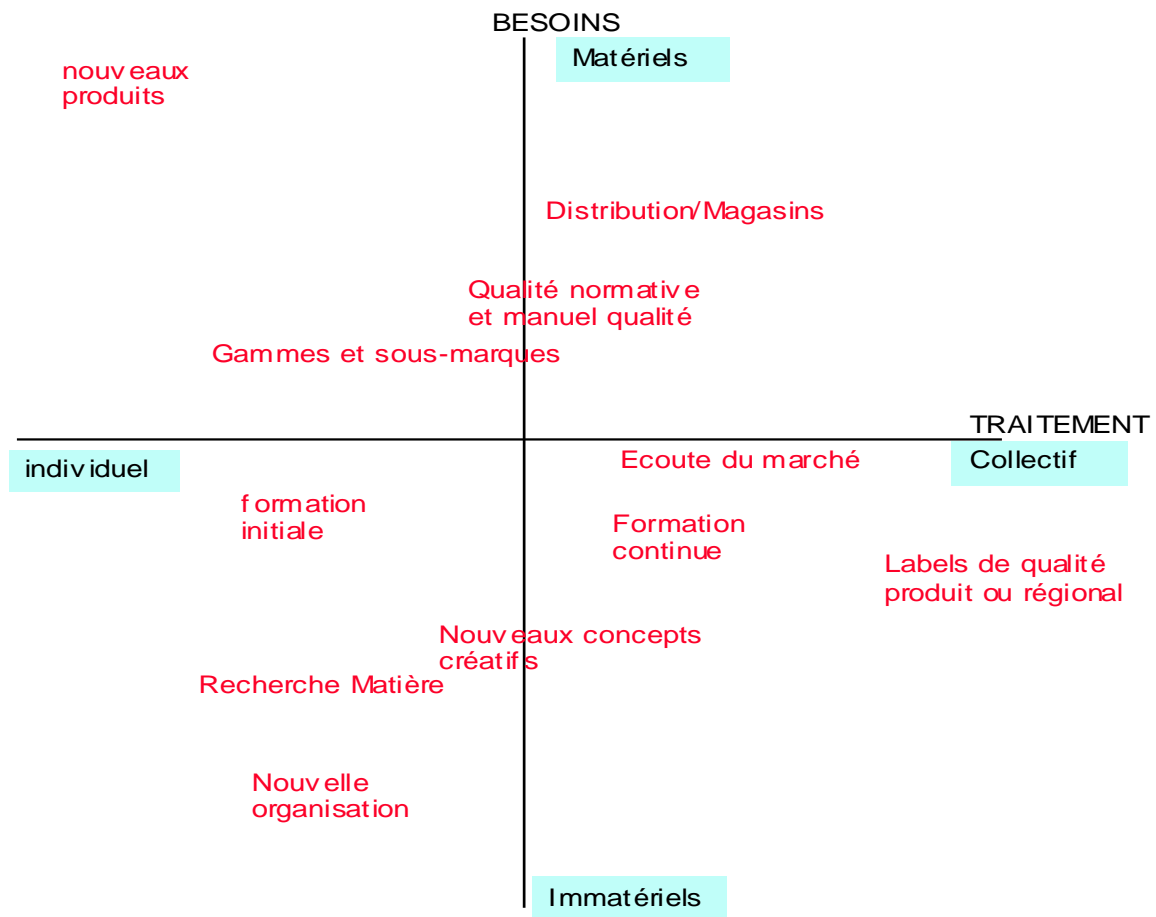 BESOINS
Matériels
nouveaux
produits
Distribution/Magasins
Qualité normative
et manuel qualité
Gammes et sous-marques
TRAITEMENT
individuel
Ecoute du marché
Collectif
formation
initiale
Formation
continue
Labels de qualité
produit ou régional
Nouveaux concepts
créatifs
Recherche Matière
Nouvelle
organisation
Immatériels